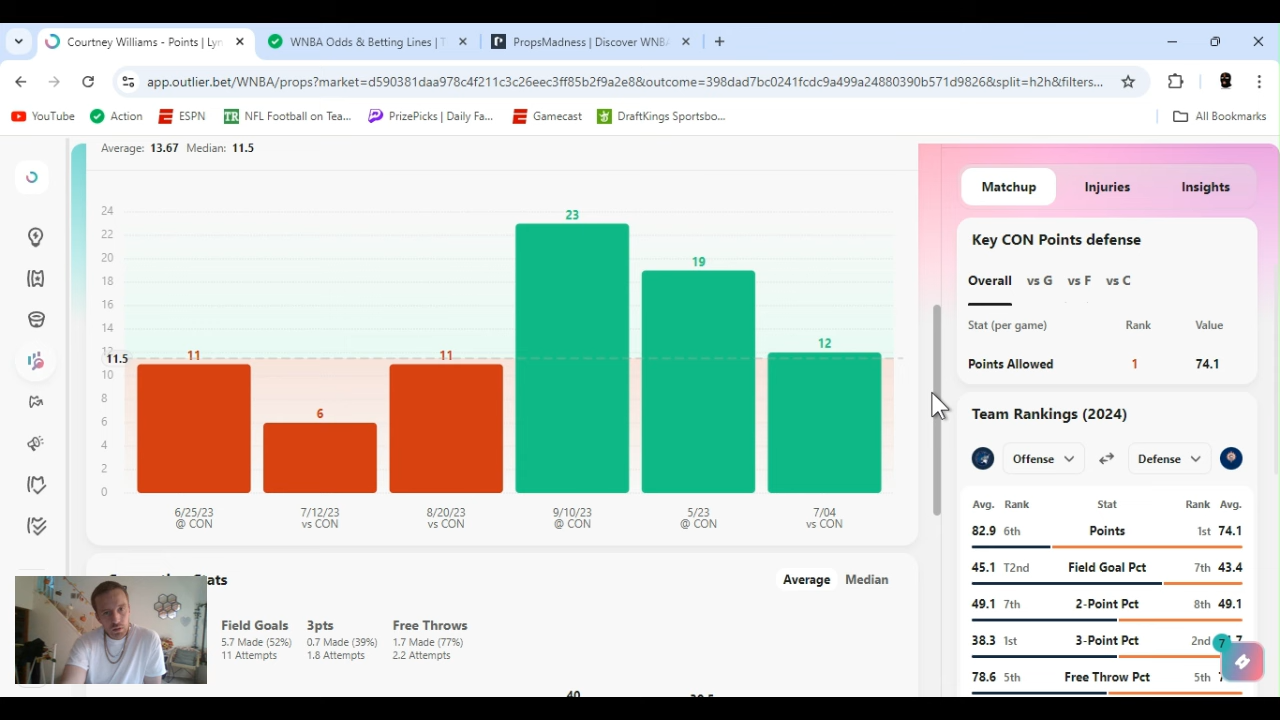 Courtney Williams - Points | Lyn
WNBA Odds & Betting Lines | T
PropsMadness | Discover WNBA
app.outlier.bet/WNBA/props?market=d590381daa978c4f211c3c26eec3ff85b2f9a2e8&outcome=398dad7bc0241fcdc9a499a24880390b571d9826&split=h2h&filters...
YouTube Action ESPN NFL Football on Tea... PrizePicks | Daily Fa... Gamecast DraftKings Sportsbo... All Bookmarks
Average: 13.67 Median: 11.5
24
22
20
18
16
14
12
11.5
10
8
6
4
2
0
11
6
11
23
19
12
6/25/23
@ CON
7/12/23
vs CON
8/20/23
vs CON
9/10/23
@ CON
5/23
@ CON
7/04
vs CON
Stats
Average Median
Field Goals 3pts Free Throws
5.7 Made (52%) 0.7 Made (39%) 1.7 Made (77%)
11 Attempts 1.8 Attempts 2.2 Attempts
40
Matchup Injuries Insights
Key CON Points defense
Overall vs G vs F vs C
Stat (per game) Rank Value
Points Allowed 1 74.1
Team Rankings (2024)
Offense Defense
Avg. Rank Stat Rank Avg.
82.9 6th Points 1st 74.1
45.1 T2nd Field Goal Pct 7th 43.4
49.1 7th 2-Point Pct 8th 49.1
38.3 1st 3-Point Pct 2nd
7
78.6 5th Free Throw Pct 5th